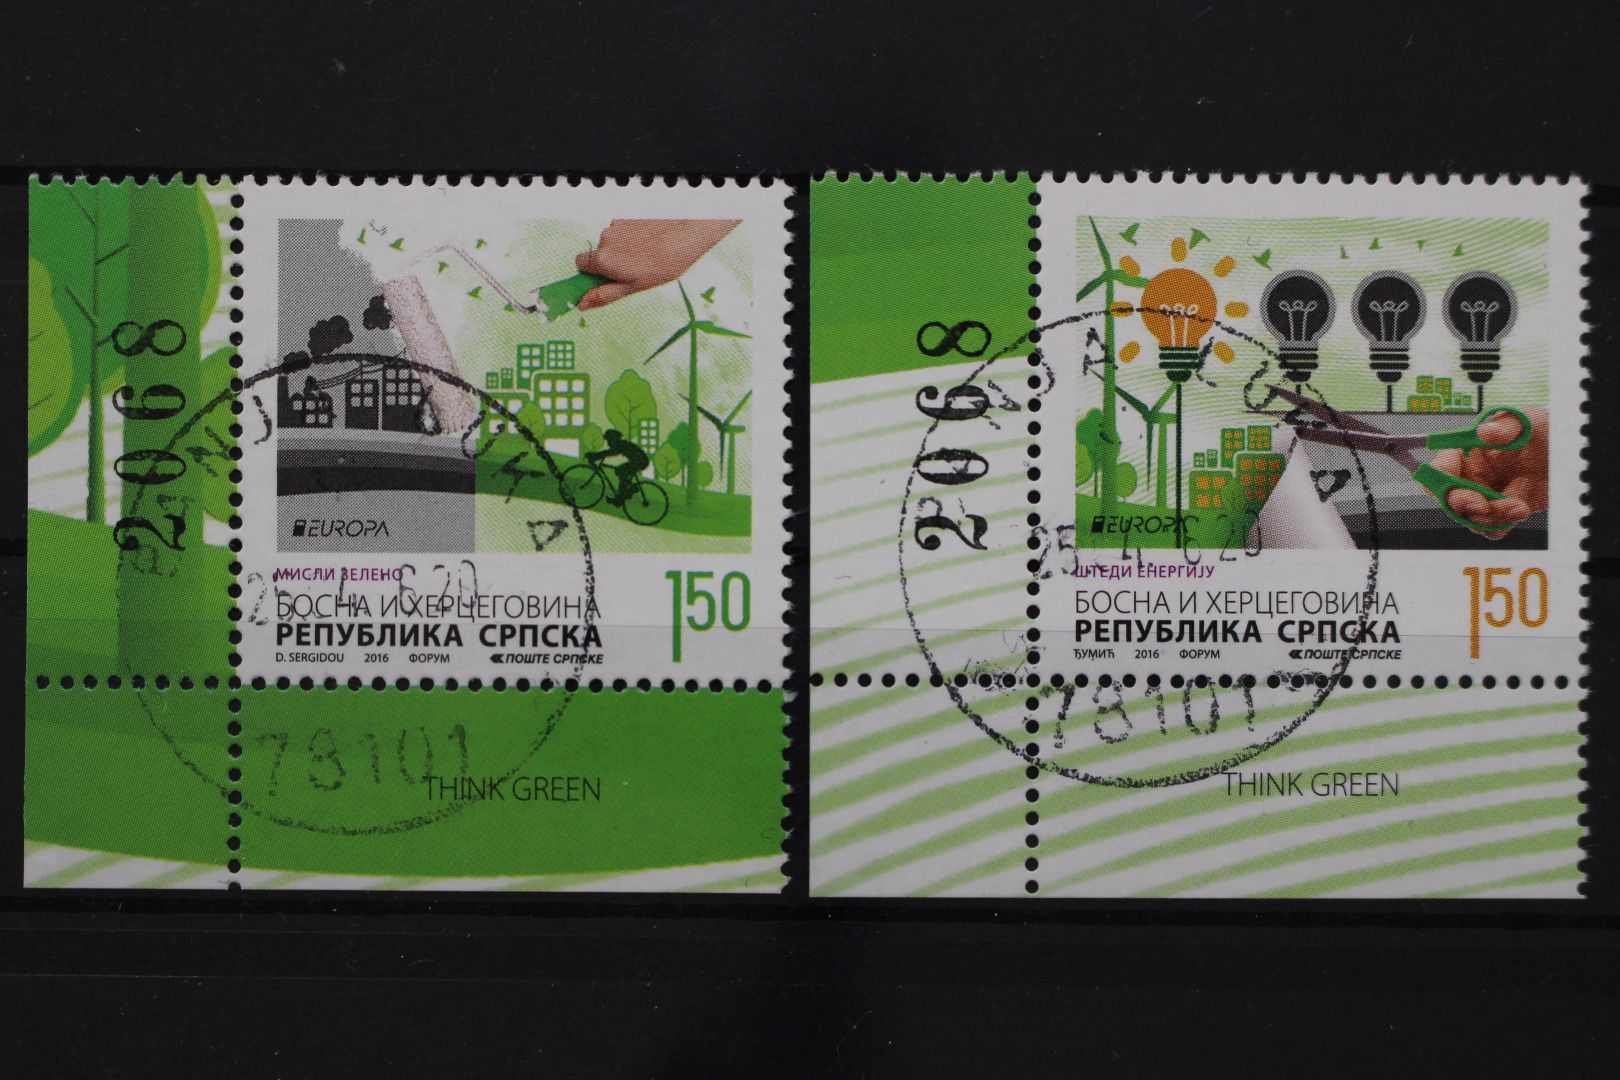 2068
EUROPA
МИСЛИ ЗЕЛЕНО
БОСНА И ХЕРЦЕГОВИНА
РЕПУБЛИКА СРПСКА
1,50
D. SERGIDOU 2016 ФОРУМ ПОШТЕ СРПСКЕ
78101
THINK GREEN
2068
EUROPA
ШТЕДИ ЕНЕРГИЈУ
БОСНА И ХЕРЦЕГОВИНА
РЕПУБЛИКА СРПСКА
1,50
ЂУМИЋ 2016 ФОРУМ ПОШТЕ СРПСКЕ
78101
THINK GREEN